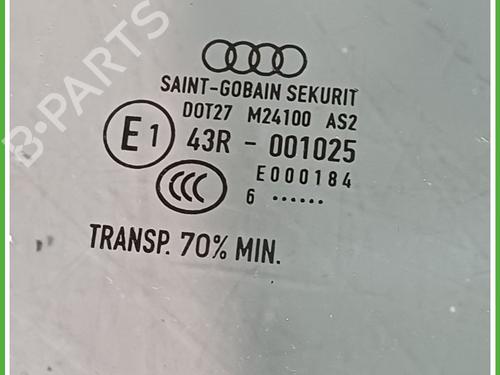 B-PARTS
SAINT-GOBAIN SEKURIT
DOT27 M24100 AS2
E1 43R - 001025
E000184
CCC 6 ......
TRANSP. 70% MIN.